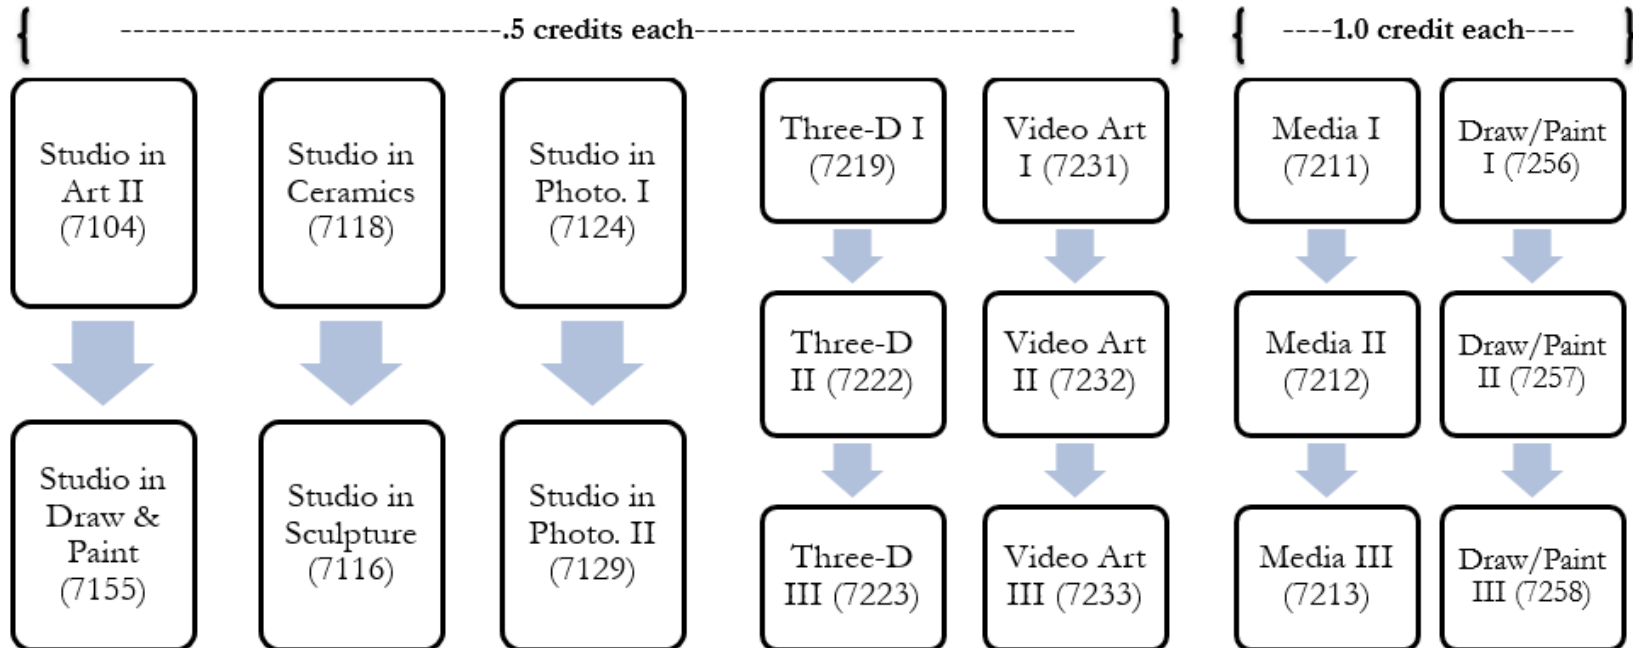 { ------------------------------.5 credits each------------------------------ }
{ ----1.0 credit each---- }
Studio in
Art II
(7104)
Studio in
Draw &
Paint
(7155)
Studio in
Ceramics
(7118)
Studio in
Sculpture
(7116)
Studio in
Photo. I
(7124)
Studio in
Photo. II
(7129)
Three-D I
(7219)
Three-D
II (7222)
Three-D
III (7223)
Video Art
I (7231)
Video Art
II (7232)
Video Art
III (7233)
Media I
(7211)
Media II
(7212)
Media III
(7213)
Draw/Paint
I (7256)
Draw/Paint
II (7257)
Draw/Paint
III (7258)